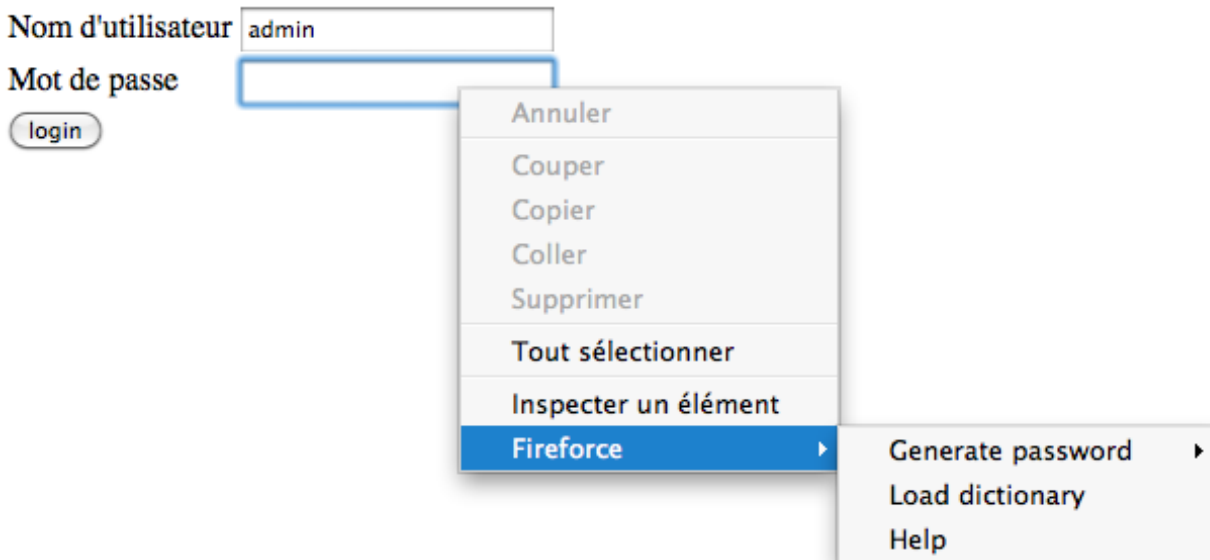 Nom d'utilisateur admin
Mot de passe
login
Annuler
Couper
Copier
Coller
Supprimer
Tout sélectionner
Inspecter un élément
Fireforce
Generate password
Load dictionary
Help